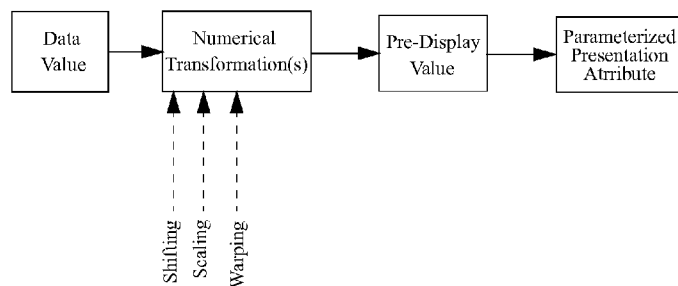 Data
Value
Numerical
Transformation(s)
Pre-Display
Value
Parameterized
Presentation
Atrribute
Shifting
Scaling
Warping